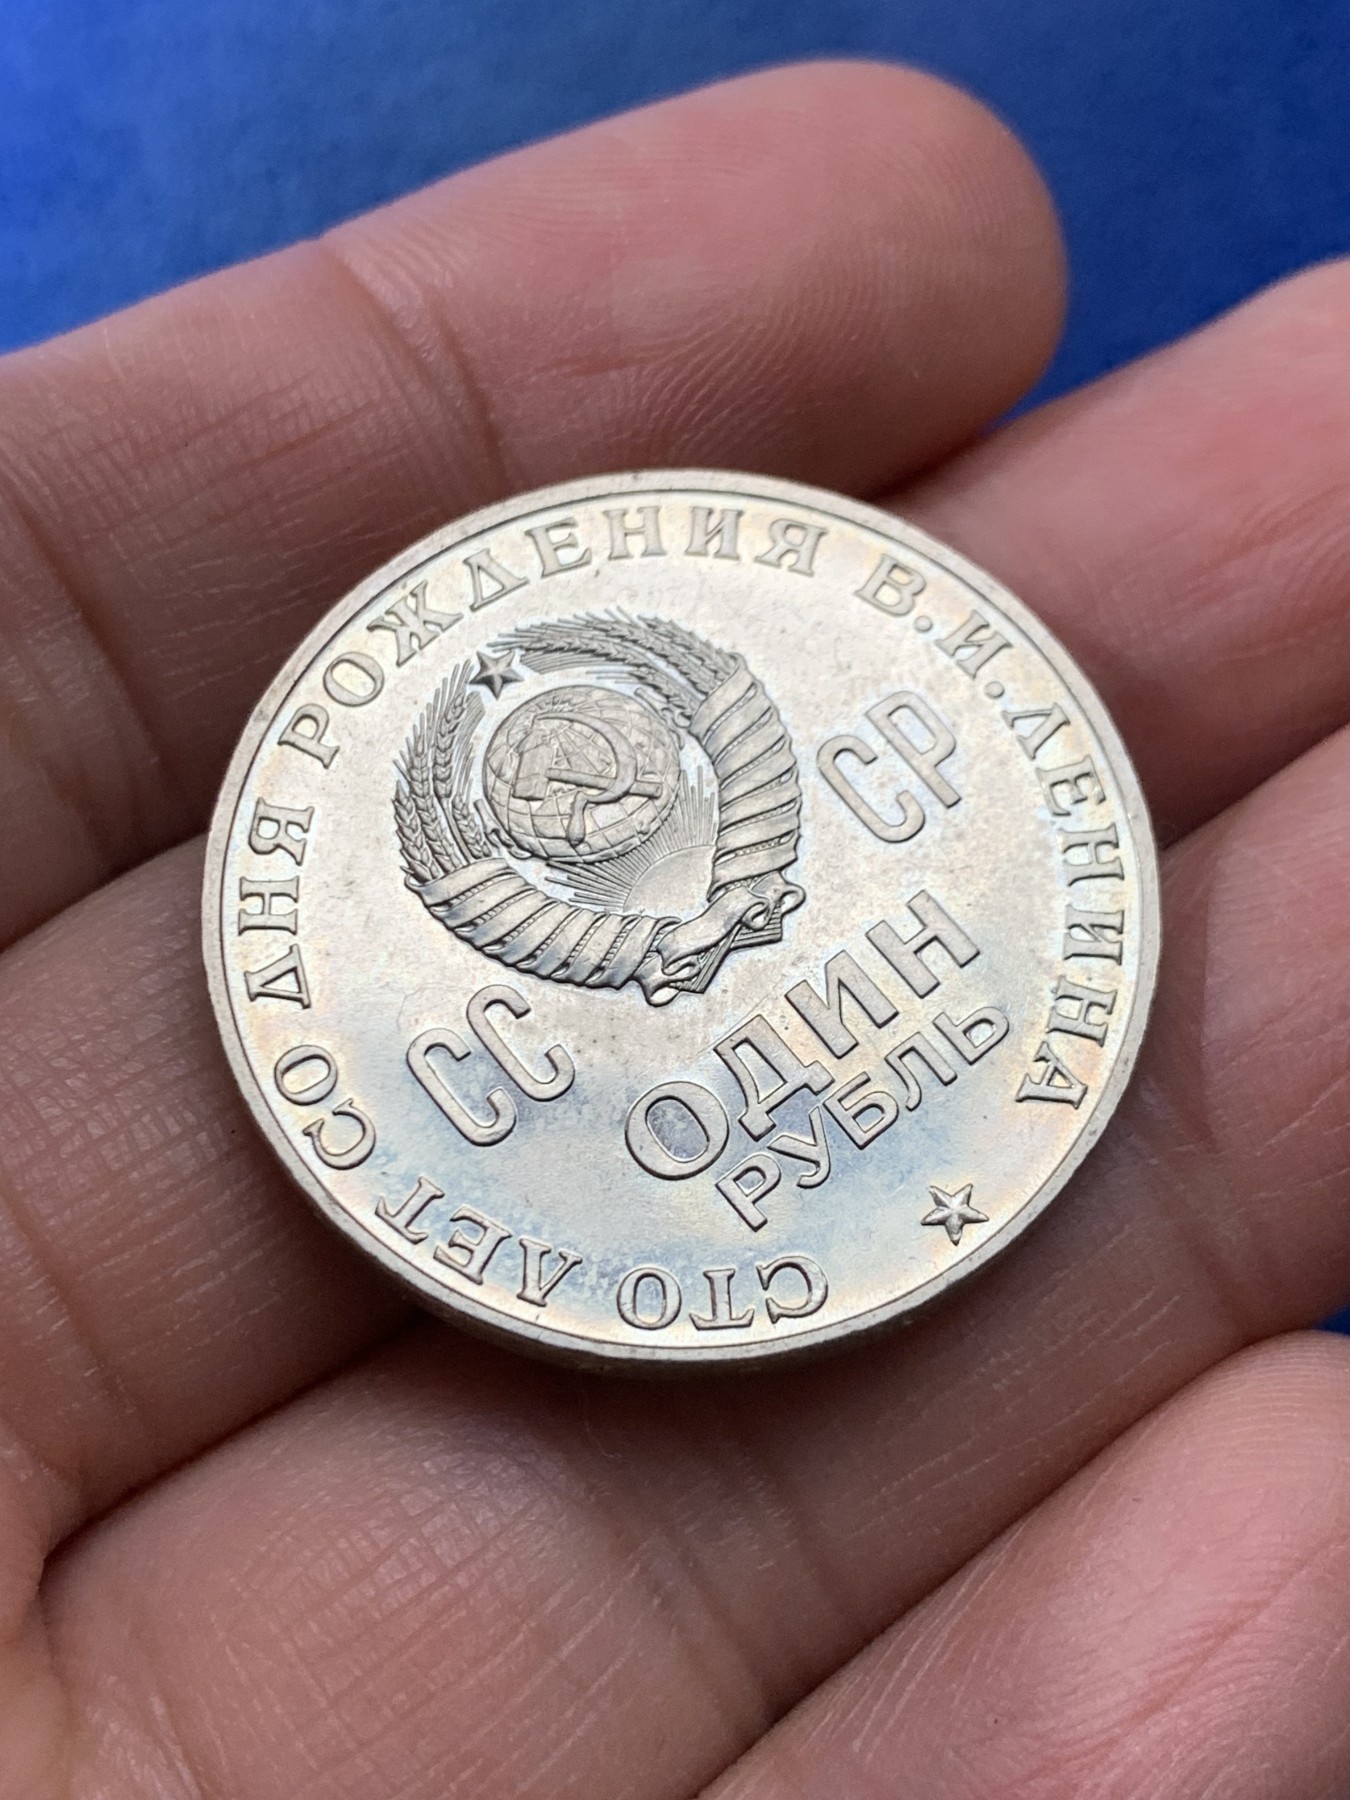 СТО ЛЕТ СО ДНЯ РОЖДЕНИЯ В.И.ЛЕНИНА
СС СР
ОДИН
РУБЛЬ